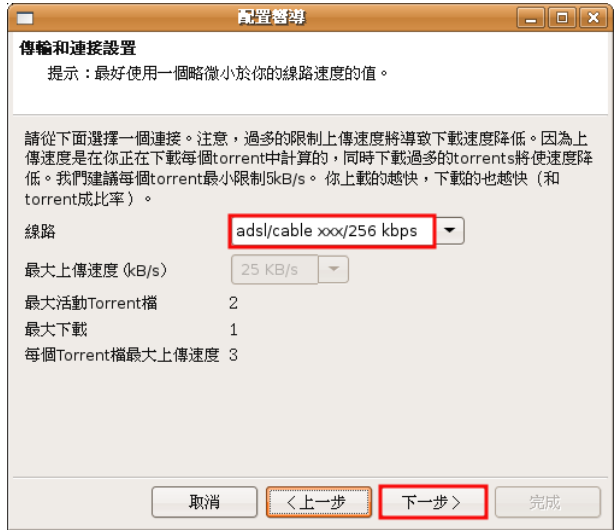 配置嚮導
傳輸和連接設置
提示：最好使用一個略微小於你的線路速度的值。
請從下面選擇一個連接。注意，過多的限制上傳速度將導致下載速度降低。因為上
傳速度是在你正在下載每個torrent中計算的，同時下載過多的torrents將使速度降
低。我們建議每個torrent最小限制5kB/s。 你上載的越快，下載的也越快（和
torrent成比率）。
線路 adsl/cable xxx/256 kbps
最大上傳速度 (kB/s) 25 KB/s
最大活動Torrent檔 2
最大下載 1
每個Torrent檔最大上傳速度 3
取消 〈上一步 下一步〉 完成